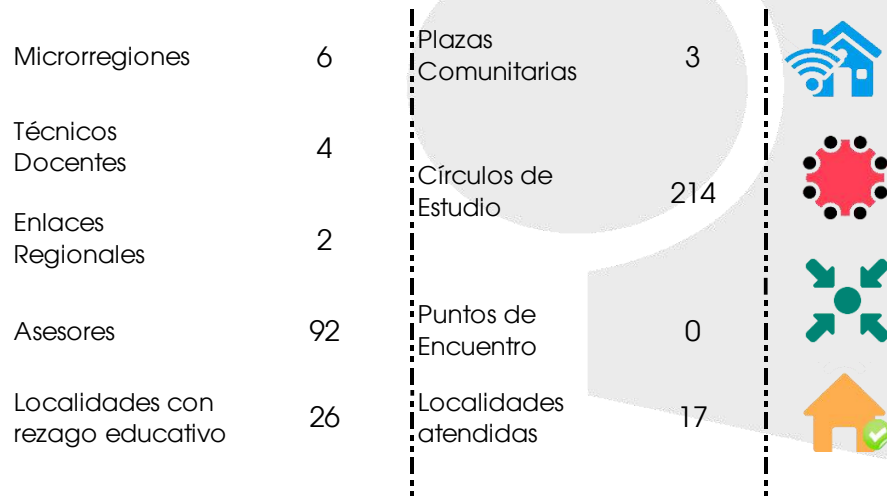 Microrregiones 6
Técnicos
Docentes 4
Enlaces
Regionales 2
Asesores 92
Localidades con
rezago educativo 26
Plazas
Comunitarias 3
Círculos de
Estudio 214
Puntos de
Encuentro 0
Localidades
atendidas 17